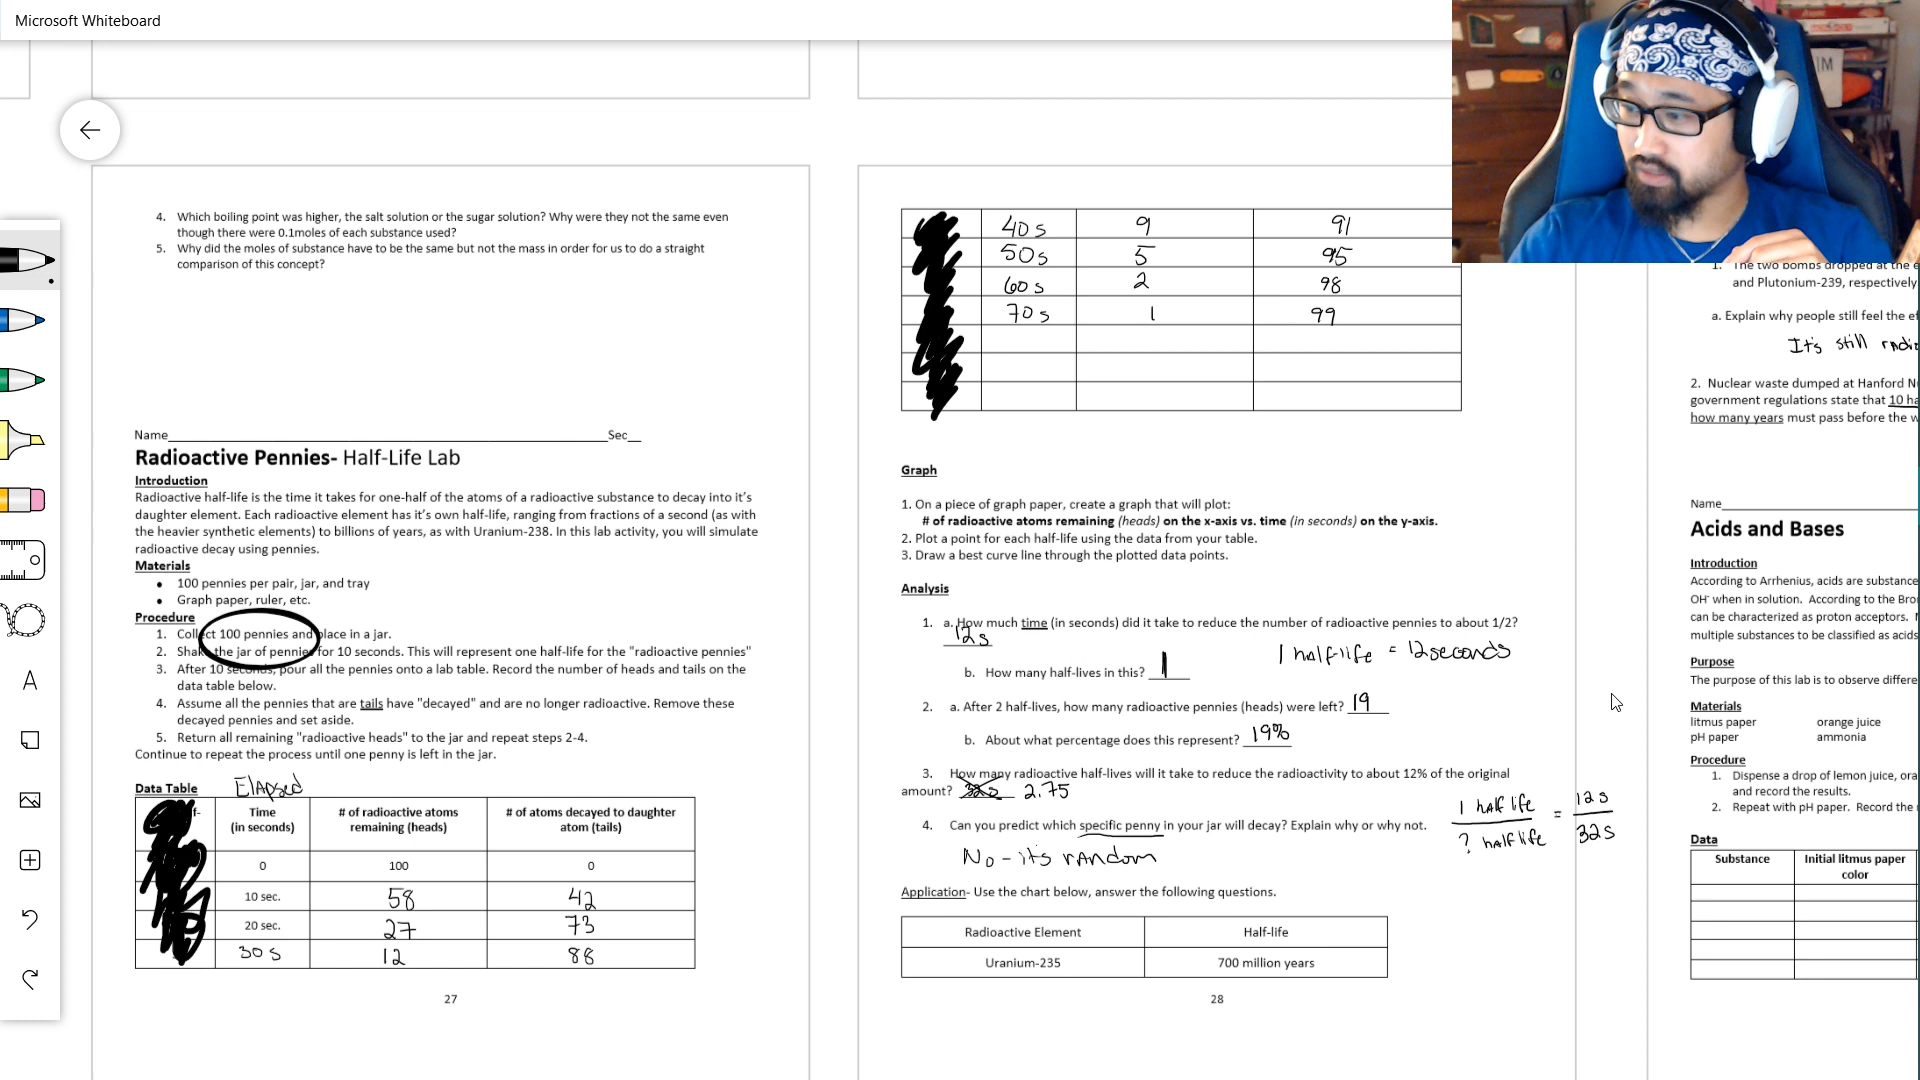 Microsoft Whiteboard
4. Which boiling point was higher, the salt solution or the sugar solution? Why were they not the same even
though there were 0.1moles of each substance used?
5. Why did the moles of substance have to be the same but not the mass in order for us to do a straight
comparison of this concept?
Name Sec
Radioactive Pennies- Half-Life Lab
Introduction
Radioactive half-life is the time it takes for one-half of the atoms of a radioactive substance to decay into it's
daughter element. Each radioactive element has it's own half-life, ranging from fractions of a second (as with
the heavier synthetic elements) to billions of years, as with Uranium-238. In this lab activity, you will simulate
radioactive decay using pennies.
Materials
• 100 pennies per pair, jar, and tray
• Graph paper, ruler, etc.
Procedure
1. Collect 100 pennies and place in a jar.
2. Shake the jar of pennies for 10 seconds. This will represent one half-life for the "radioactive pennies"
3. After 10 seconds, pour all the pennies onto a lab table. Record the number of heads and tails on the
data table below.
4. Assume all the pennies that are tails have "decayed" and are no longer radioactive. Remove these
decayed pennies and set aside.
5. Return all remaining "radioactive heads" to the jar and repeat steps 2-4.
Continue to repeat the process until one penny is left in the jar.
Data Table Elapsed
Time (in seconds) # of radioactive atoms remaining (heads) # of atoms decayed to daughter atom (tails)
0 100 0
10 sec. 58 42
20 sec. 27 73
30 s 12 88
27
40 s 9 91
50 s 5 95
60 s 2 98
70 s 1 99
Graph
1. On a piece of graph paper, create a graph that will plot:
# of radioactive atoms remaining (heads) on the x-axis vs. time (in seconds) on the y-axis.
2. Plot a point for each half-life using the data from your table.
3. Draw a best curve line through the plotted data points.
Analysis
1. a. How much time (in seconds) did it take to reduce the number of radioactive pennies to about 1/2?
12s
1 half-life = 12 seconds
b. How many half-lives in this? 1
2. a. After 2 half-lives, how many radioactive pennies (heads) were left? 19
b. About what percentage does this represent? 19%
3. How many radioactive half-lives will it take to reduce the radioactivity to about 12% of the original
amount? 32s 2.75
1 half life = 12 s
? half life 32 s
4. Can you predict which specific penny in your jar will decay? Explain why or why not.
No - it's random
Application- Use the chart below, answer the following questions.
Radioactive Element Half-life
Uranium-235 700 million years
28
1. The two bombs dropped at the
and Plutonium-239, respectively
a. Explain why people still feel the
It's still
2. Nuclear waste dumped at Hanford
government regulations state that 10
how many years must pass before the
Name
Acids and Bases
Introduction
According to Arrhenius, acids are substance
OH- when in solution. According to the
can be characterized as proton acceptors.
multiple substances to be classified as acids
Purpose
The purpose of this lab is to observe
Materials
litmus paper orange juice
pH paper ammonia
Procedure
1. Dispense a drop of lemon juice,
and record the results.
2. Repeat with pH paper. Record the
Data
Substance Initial litmus paper color